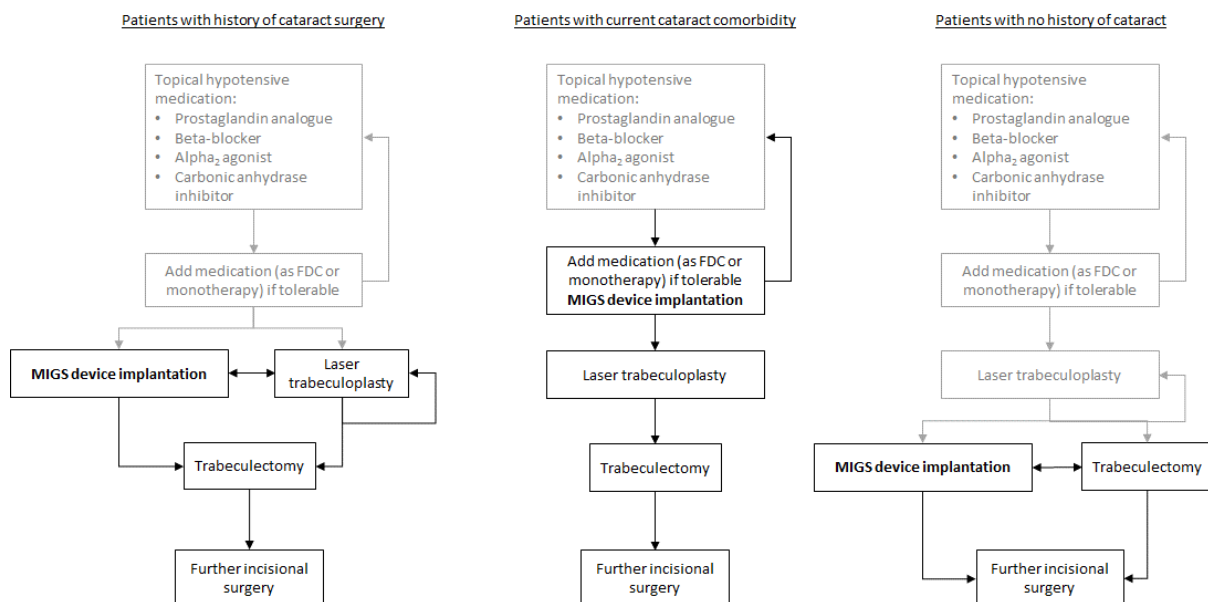 Patients with history of cataract surgery
Topical hypotensive
medication:
• Prostaglandin analogue
• Beta-blocker
• Alpha₂ agonist
• Carbonic anhydrase
inhibitor
Add medication (as FDC or
monotherapy) if tolerable
MIGS device implantation
Laser
trabeculoplasty
Trabeculectomy
Further incisional
surgery
Patients with current cataract comorbidity
Topical hypotensive
medication:
• Prostaglandin analogue
• Beta-blocker
• Alpha₂ agonist
• Carbonic anhydrase
inhibitor
Add medication (as FDC or
monotherapy) if tolerable
MIGS device implantation
Laser trabeculoplasty
Trabeculectomy
Further incisional
surgery
Patients with no history of cataract
Topical hypotensive
medication:
• Prostaglandin analogue
• Beta-blocker
• Alpha₂ agonist
• Carbonic anhydrase
inhibitor
Add medication (as FDC or
monotherapy) if tolerable
Laser trabeculoplasty
MIGS device implantation
Trabeculectomy
Further incisional
surgery